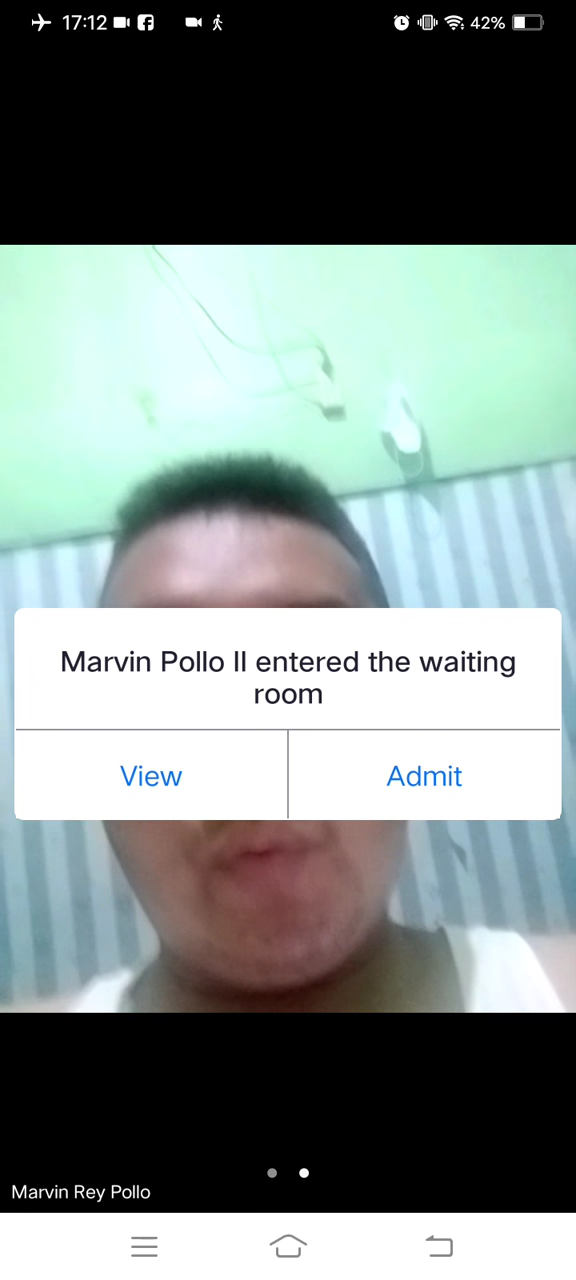 17:12 42%
Marvin Pollo II entered the waiting
room
View Admit
Marvin Rey Pollo